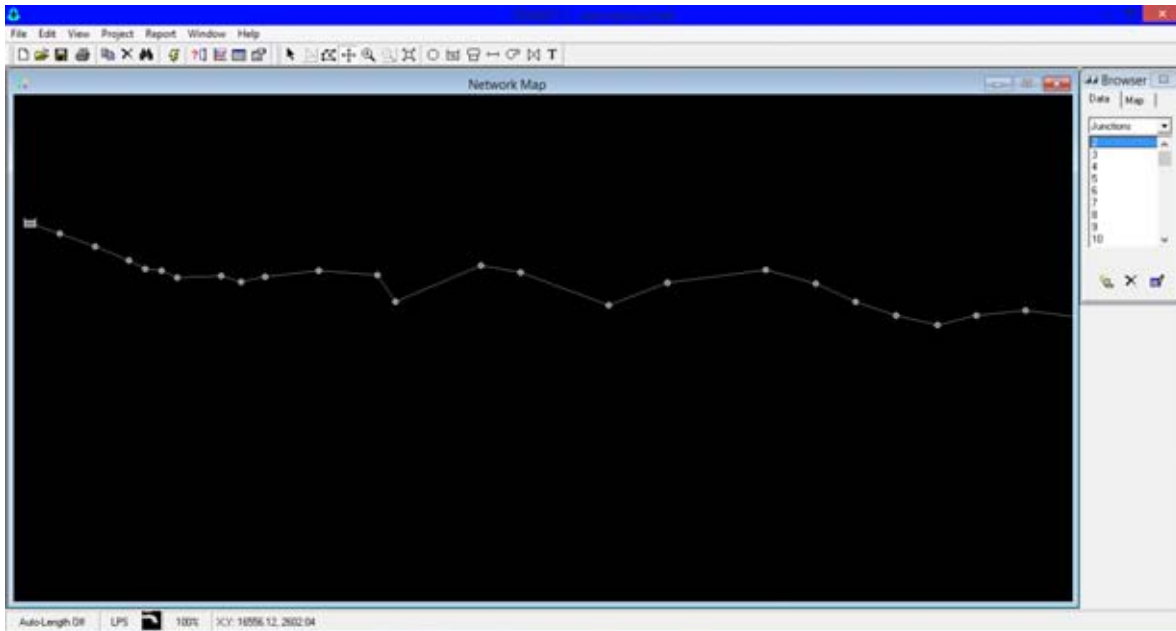 File Edit View Project Report Window Help
T
Network Map
Browser
Data Map
Junctions
2
3
4
5
6
7
8
9
10
Auto-Length Off LPS 100% X,Y: 16556.12, 2602.04